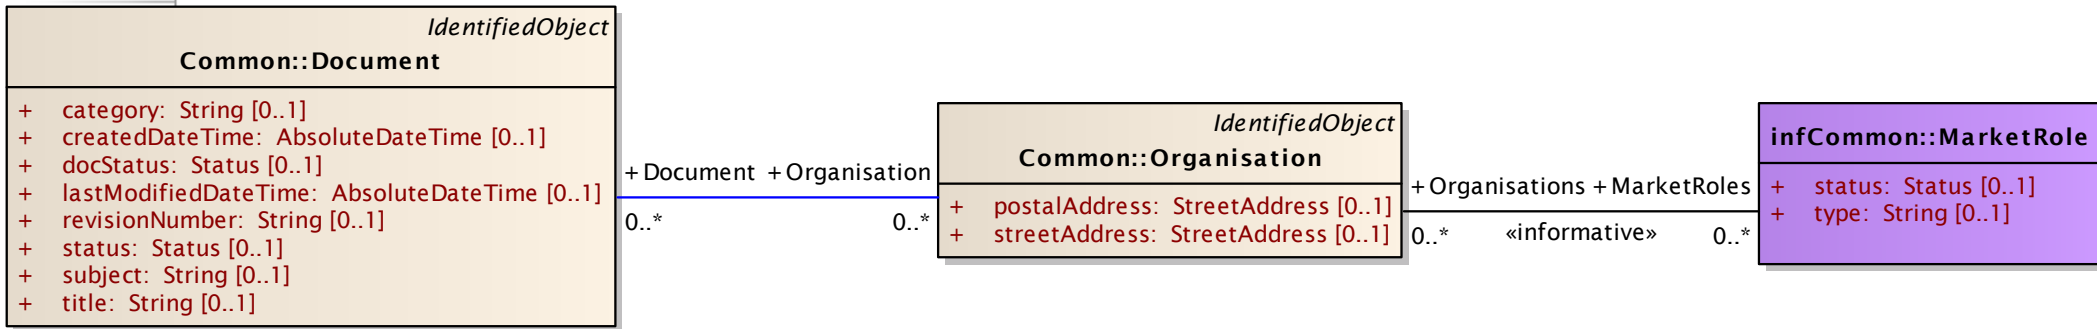 IdentifiedObject
Common::Document
+ category: String [0..1]
+ createdDateTime: AbsoluteDateTime [0..1]
+ docStatus: Status [0..1]
+ lastModifiedDateTime: AbsoluteDateTime [0..1]
+ revisionNumber: String [0..1]
+ status: Status [0..1]
+ subject: String [0..1]
+ title: String [0..1]
+Document +Organisation
0..* 0..*
IdentifiedObject
Common::Organisation
+ postalAddress: StreetAddress [0..1]
+ streetAddress: StreetAddress [0..1]
+Organisations +MarketRoles
0..* «informative» 0..*
infCommon::MarketRole
+ status: Status [0..1]
+ type: String [0..1]